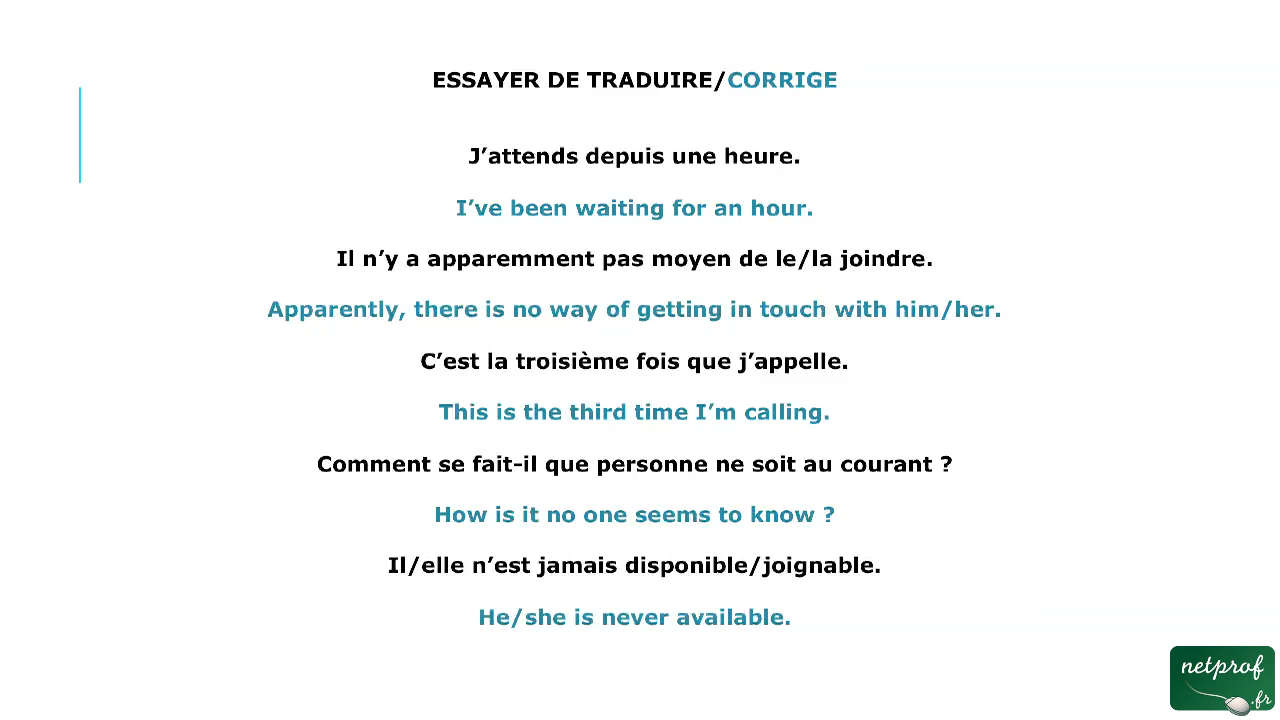 ESSAYER DE TRADUIRE/CORRIGE
J’attends depuis une heure.
I’ve been waiting for an hour.
Il n’y a apparemment pas moyen de le/la joindre.
Apparently, there is no way of getting in touch with him/her.
C’est la troisième fois que j’appelle.
This is the third time I’m calling.
Comment se fait-il que personne ne soit au courant ?
How is it no one seems to know ?
Il/elle n’est jamais disponible/joignable.
He/she is never available.
netprof
.fr